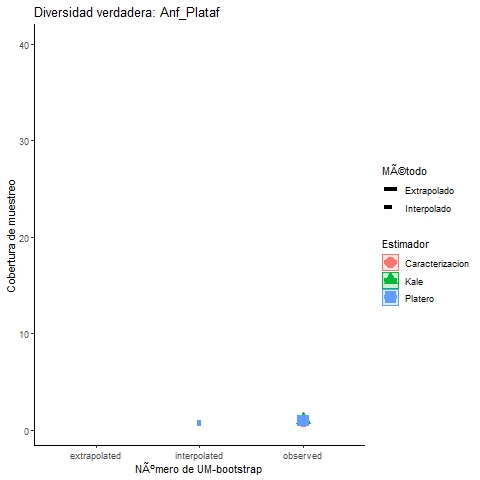 Diversidad verdadera: Anf_Plataf
40
30
20
10
0
Cobertura de muestreo
extrapolated
interpolated
observed
NÃºmero de UM-bootstrap
MÃ©todo
Extrapolado
Interpolado
Estimador
Caracterizacion
Kale
Platero